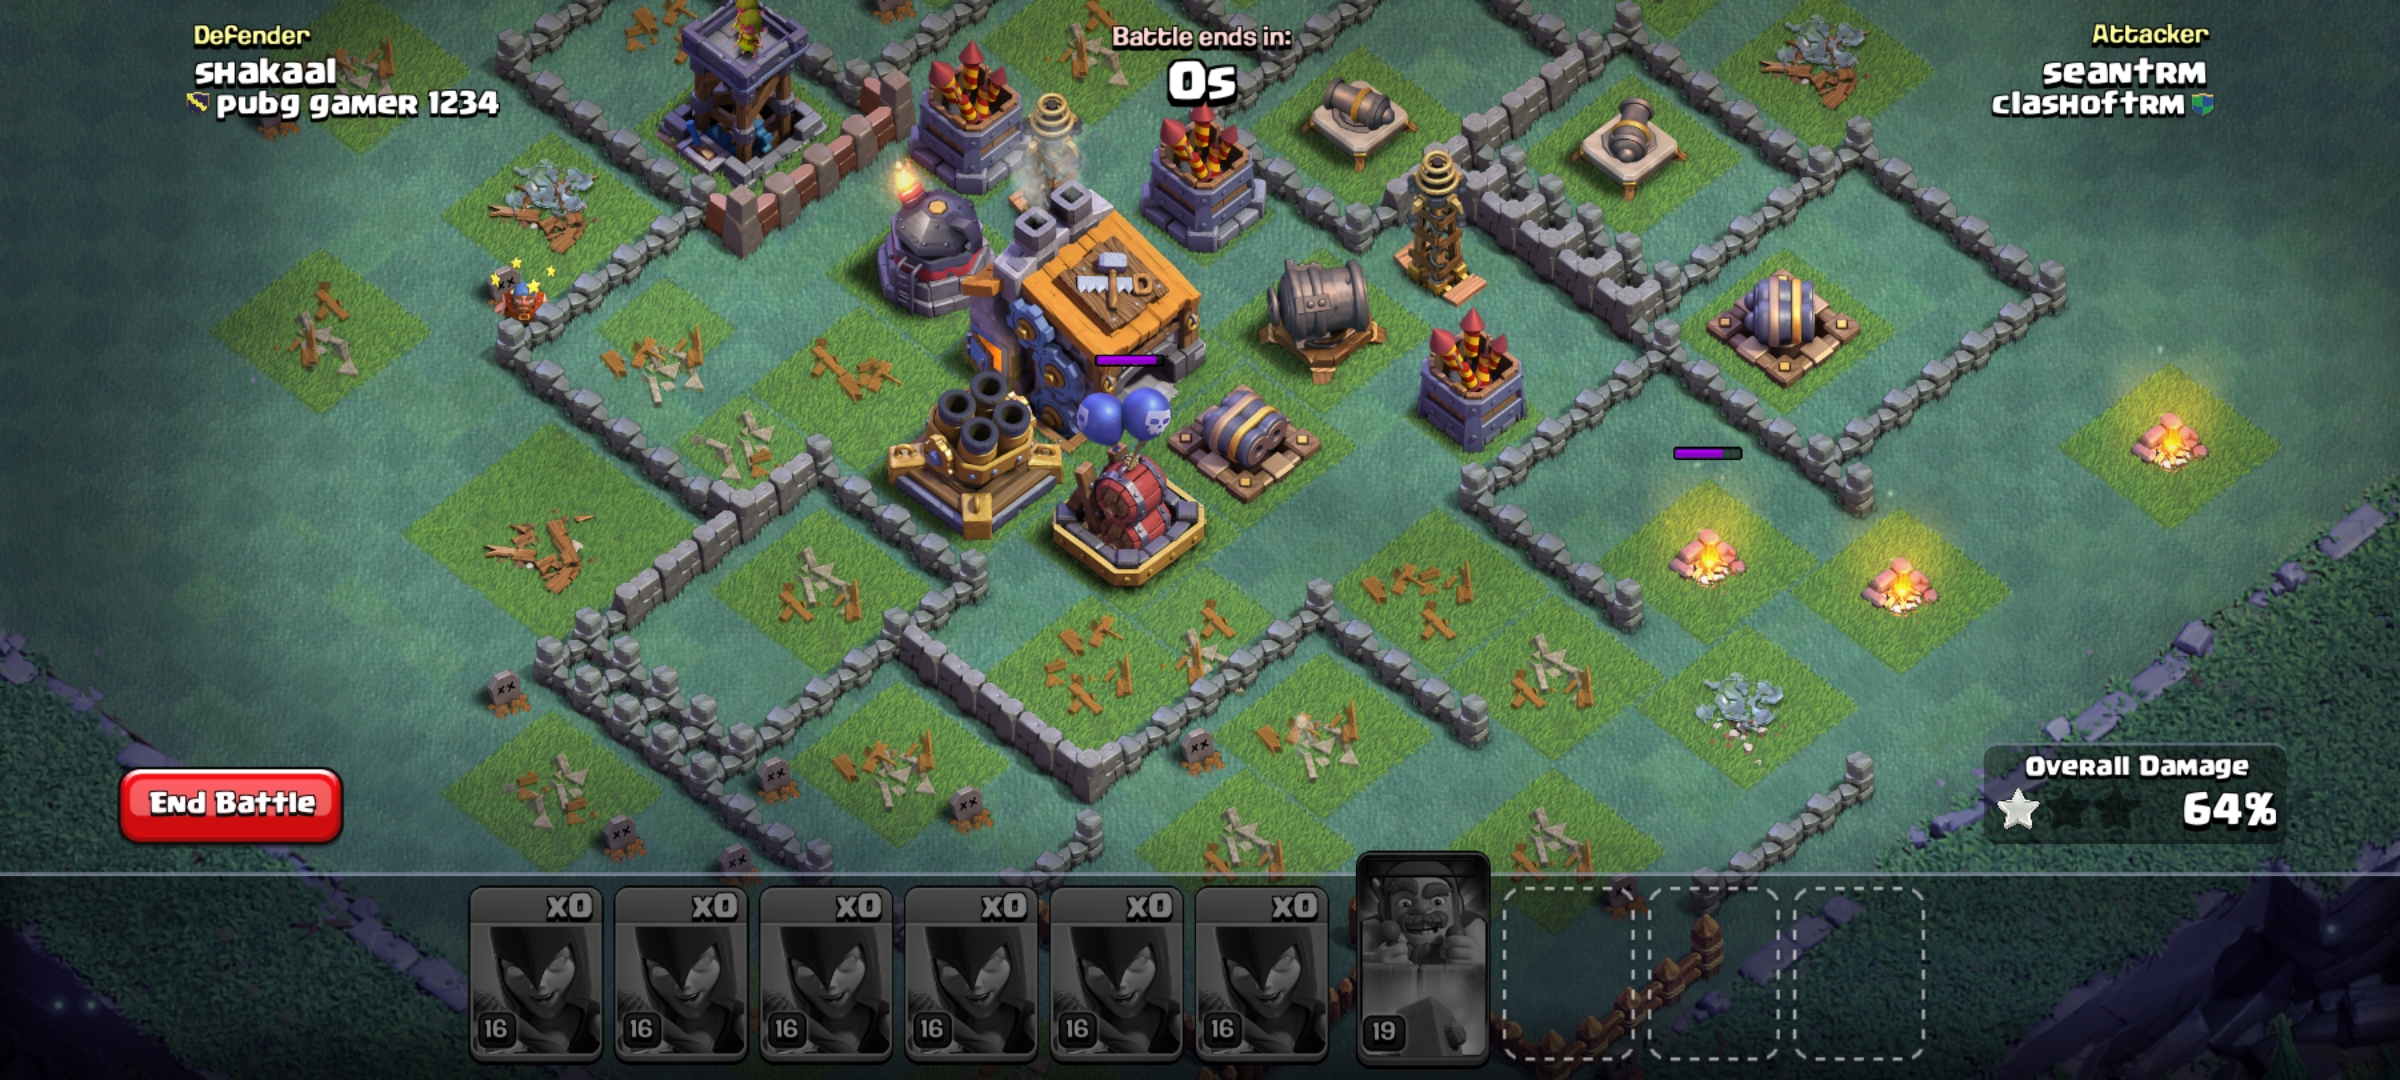 Defender
sHakaal
pubg gamer 1234
Battle ends in:
0s
Attacker
seantrm
clashoftrm
End Battle
Overall Damage
64%
x0
x0
x0
x0
x0
x0
16
16
16
16
16
16
19